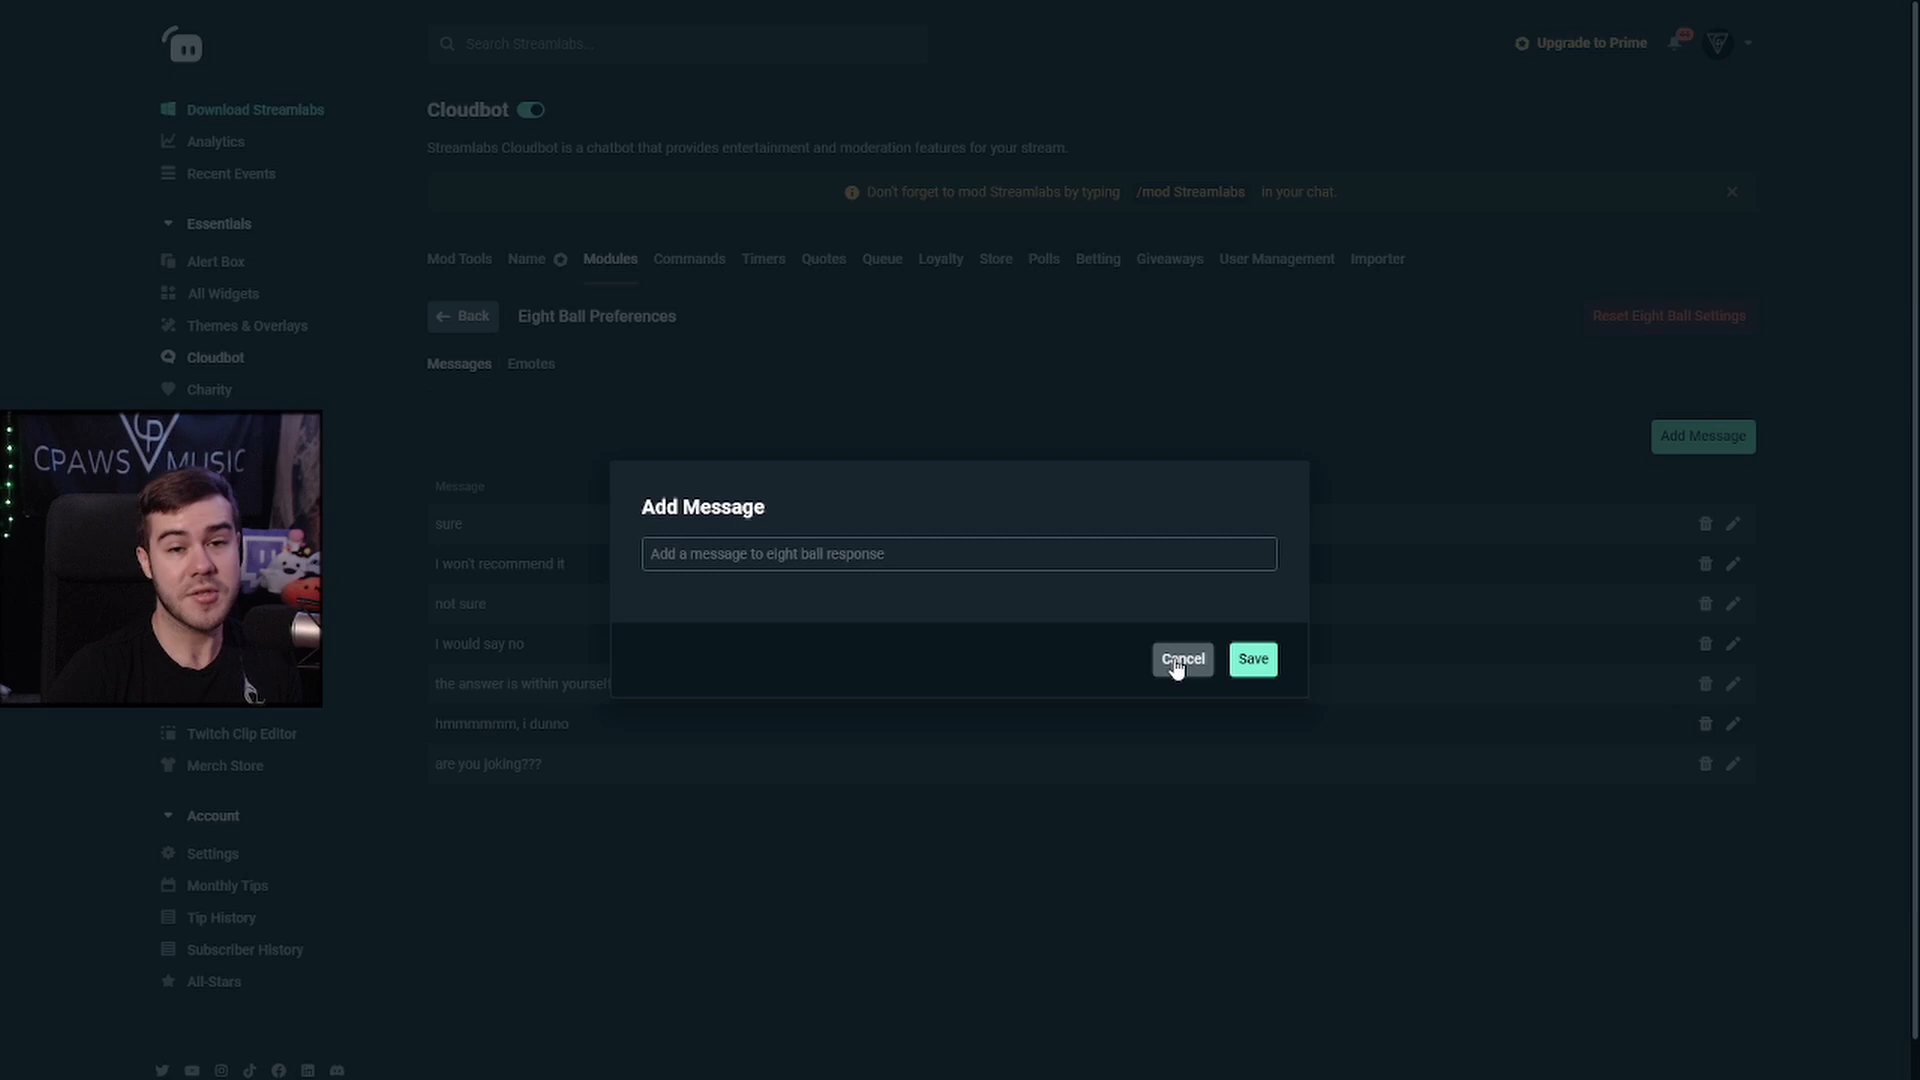 Search Streamlabs...
Upgrade to Prime
44
Download Streamlabs
Analytics
Recent Events
Essentials
Alert Box
All Widgets
Themes & Overlays
Cloudbot
Charity
CPAWS MUSIC
CP
Twitch Clip Editor
Merch Store
Account
Settings
Monthly Tips
Tip History
Subscriber History
All-Stars
Cloudbot
Streamlabs Cloudbot is a chatbot that provides entertainment and moderation features for your stream.
Don't forget to mod Streamlabs by typing /mod Streamlabs in your chat.
Mod Tools Name Modules Commands Timers Quotes Queue Loyalty Store Polls Betting Giveaways User Management Importer
Back Eight Ball Preferences Reset Eight Ball Settings
Messages Emotes
Add Message
Message
sure
I won't recommend it
not sure
I would say no
the answer is within yourself
hmmmmmm, i dunno
are you joking???
Add Message
Add a message to eight ball response
Cancel Save